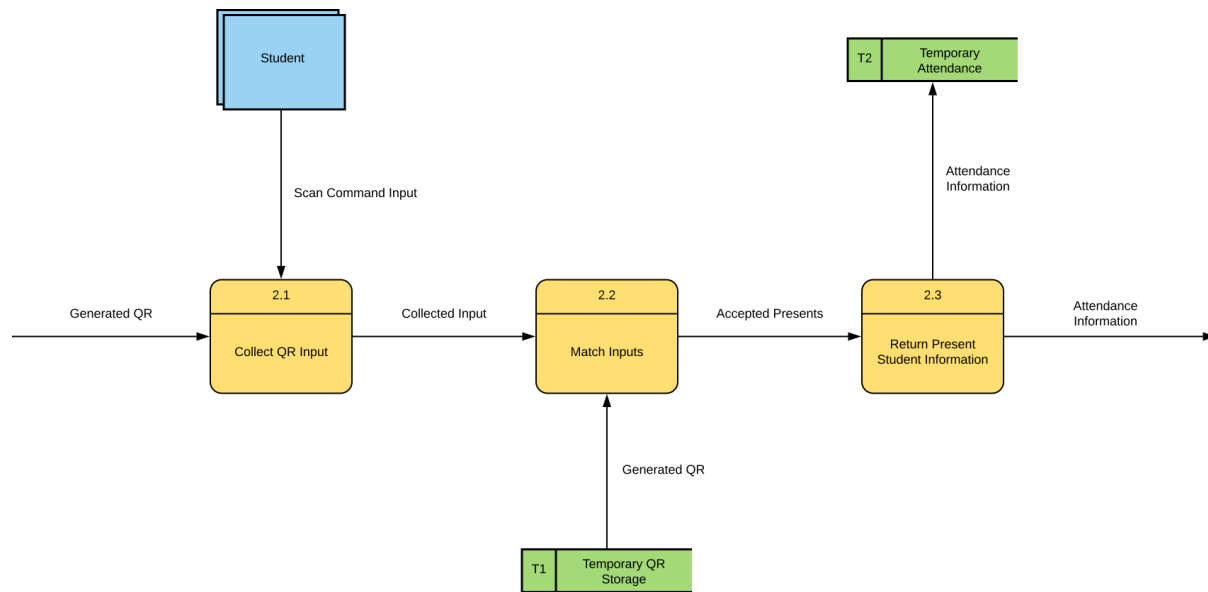 Student
T2
Temporary
Attendance
Scan Command Input
Attendance
Information
Generated QR
2.1
Collect QR Input
Collected Input
2.2
Match Inputs
Accepted Presents
2.3
Return Present
Student Information
Attendance
Information
Generated QR
T1
Temporary QR
Storage